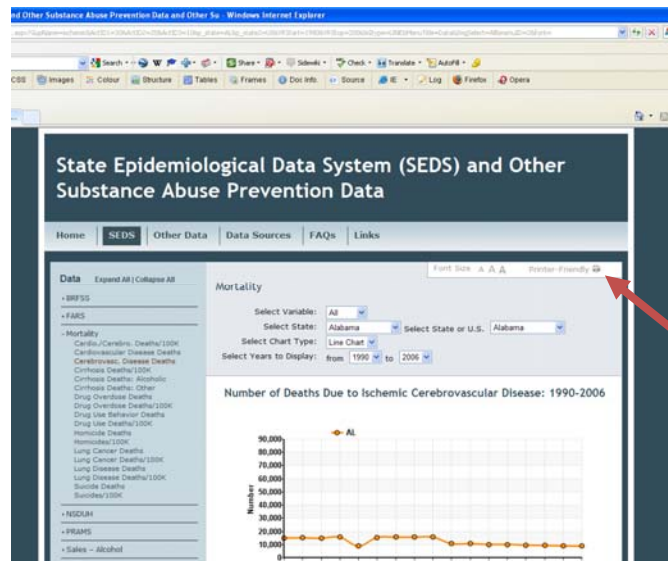 nd Other Substance Abuse Prevention Data and Other Su - Windows Internet Explorer
Search W Share Sidewiki Check Translate AutoFill
CSS Images Colour Structure Tables Frames Doc Info Source IE Log Firefox Opera
State Epidemiological Data System (SEDS) and Other
Substance Abuse Prevention Data
Home SEDS Other Data Data Sources FAQs Links
Font Size A A A Printer-Friendly
Data Expand All | Collapse All
Mortality
BRFSS
FARS
Mortality
Cardio./Cerebro. Deaths/100K
Cardiovascular Disease Deaths
Cerebrovasc. Disease Deaths
Cirrhosis Deaths/100K
Cirrhosis Deaths: Alcoholic
Cirrhosis Deaths: Other
Drug Overdose Deaths
Drug Overdose Deaths/100K
Drug Use Behavior Deaths
Drug Use Deaths/100K
Homicide Deaths
Homicides/100K
Lung Cancer Deaths
Lung Cancer Deaths/100K
Lung Disease Deaths
Lung Disease Deaths/100K
Suicide Deaths
Suicides/100K
NSDUH
PRAMS
Sales - Alcohol
Select Variable: All
Select State: Alabama Select State or U.S. Alabama
Select Chart Type: Line Chart
Select Years to Display: from 1990 to 2006
Number of Deaths Due to Ischemic Cerebrovascular Disease: 1990-2006
AL
Number
90,000
80,000
70,000
60,000
50,000
40,000
30,000
20,000
10,000
0